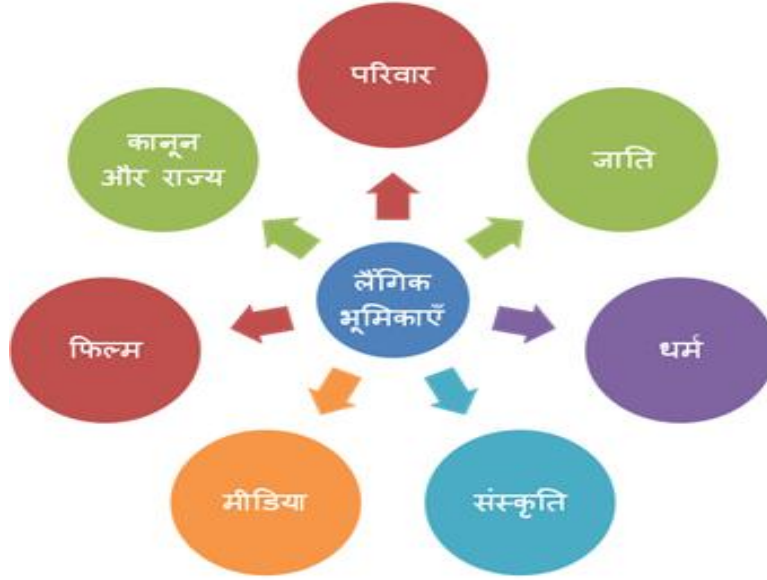 परिवार
जाति
धर्म
संस्कृति
मीडिया
फिल्म
कानून
और राज्य
लैंगिक
भूमिकाएँ